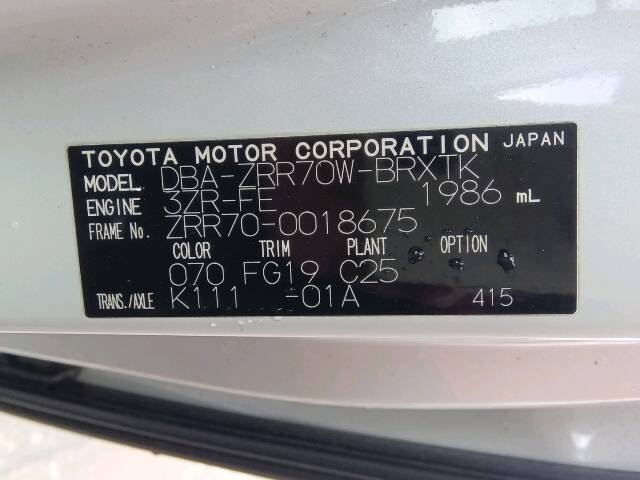 TOYOTA MOTOR CORPORATION JAPAN
MODEL DBA-ZRR70W-BRXTK
ENGINE 3ZR-FE 1986 mL
FRAME No. ZRR70-0018675
COLOR TRIM PLANT OPTION
070 FG19 C25
TRANS./AXLE K111 -01A 415